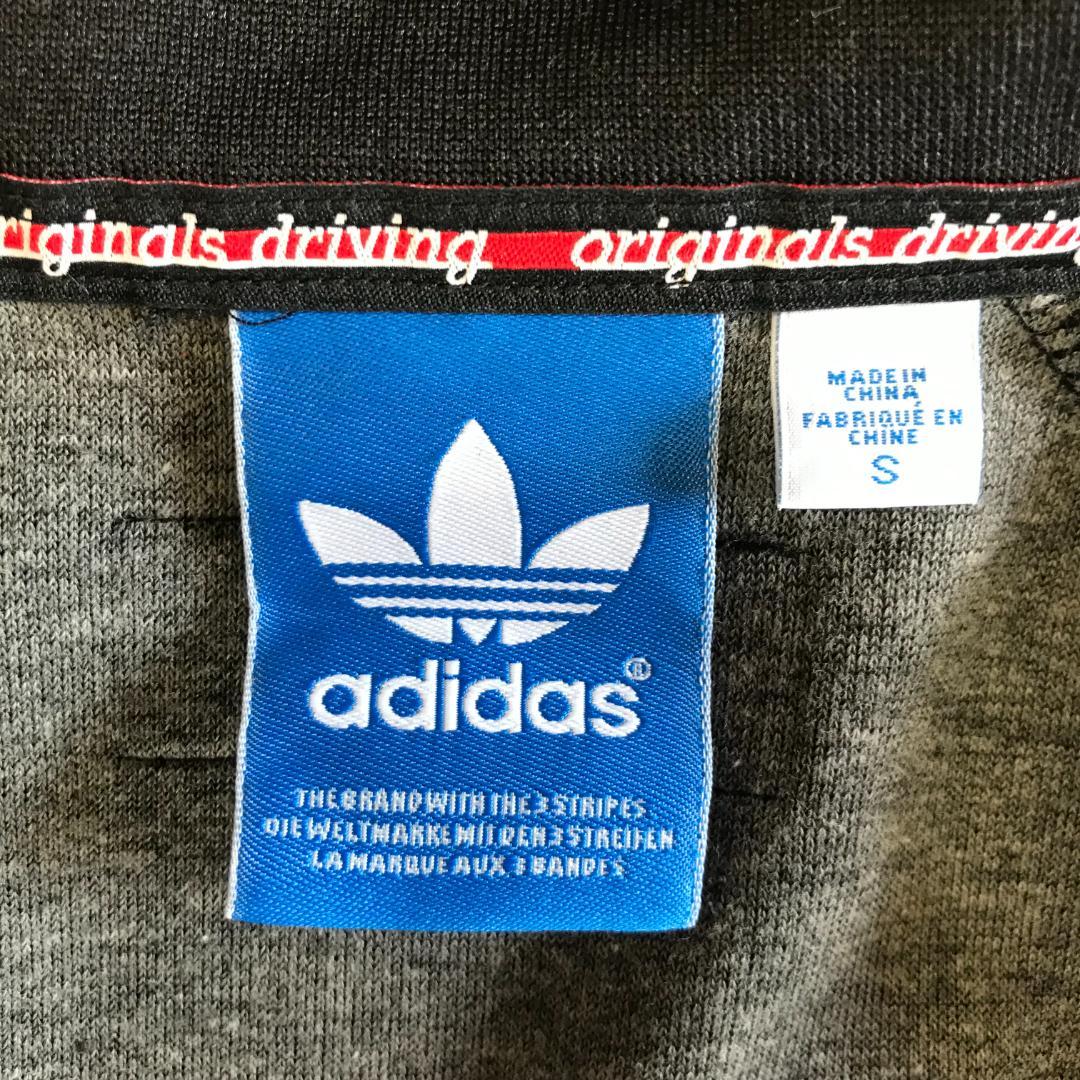 originals driving originals driving
MADE IN
CHINA
FABRIQUÉ EN
CHINE
S
adidas®
THE BRAND WITH THE 3 STRIPES
DIE WELTMARKE MIT DEN 3 STREIFEN
LA MARQUE AUX 3 BANDES